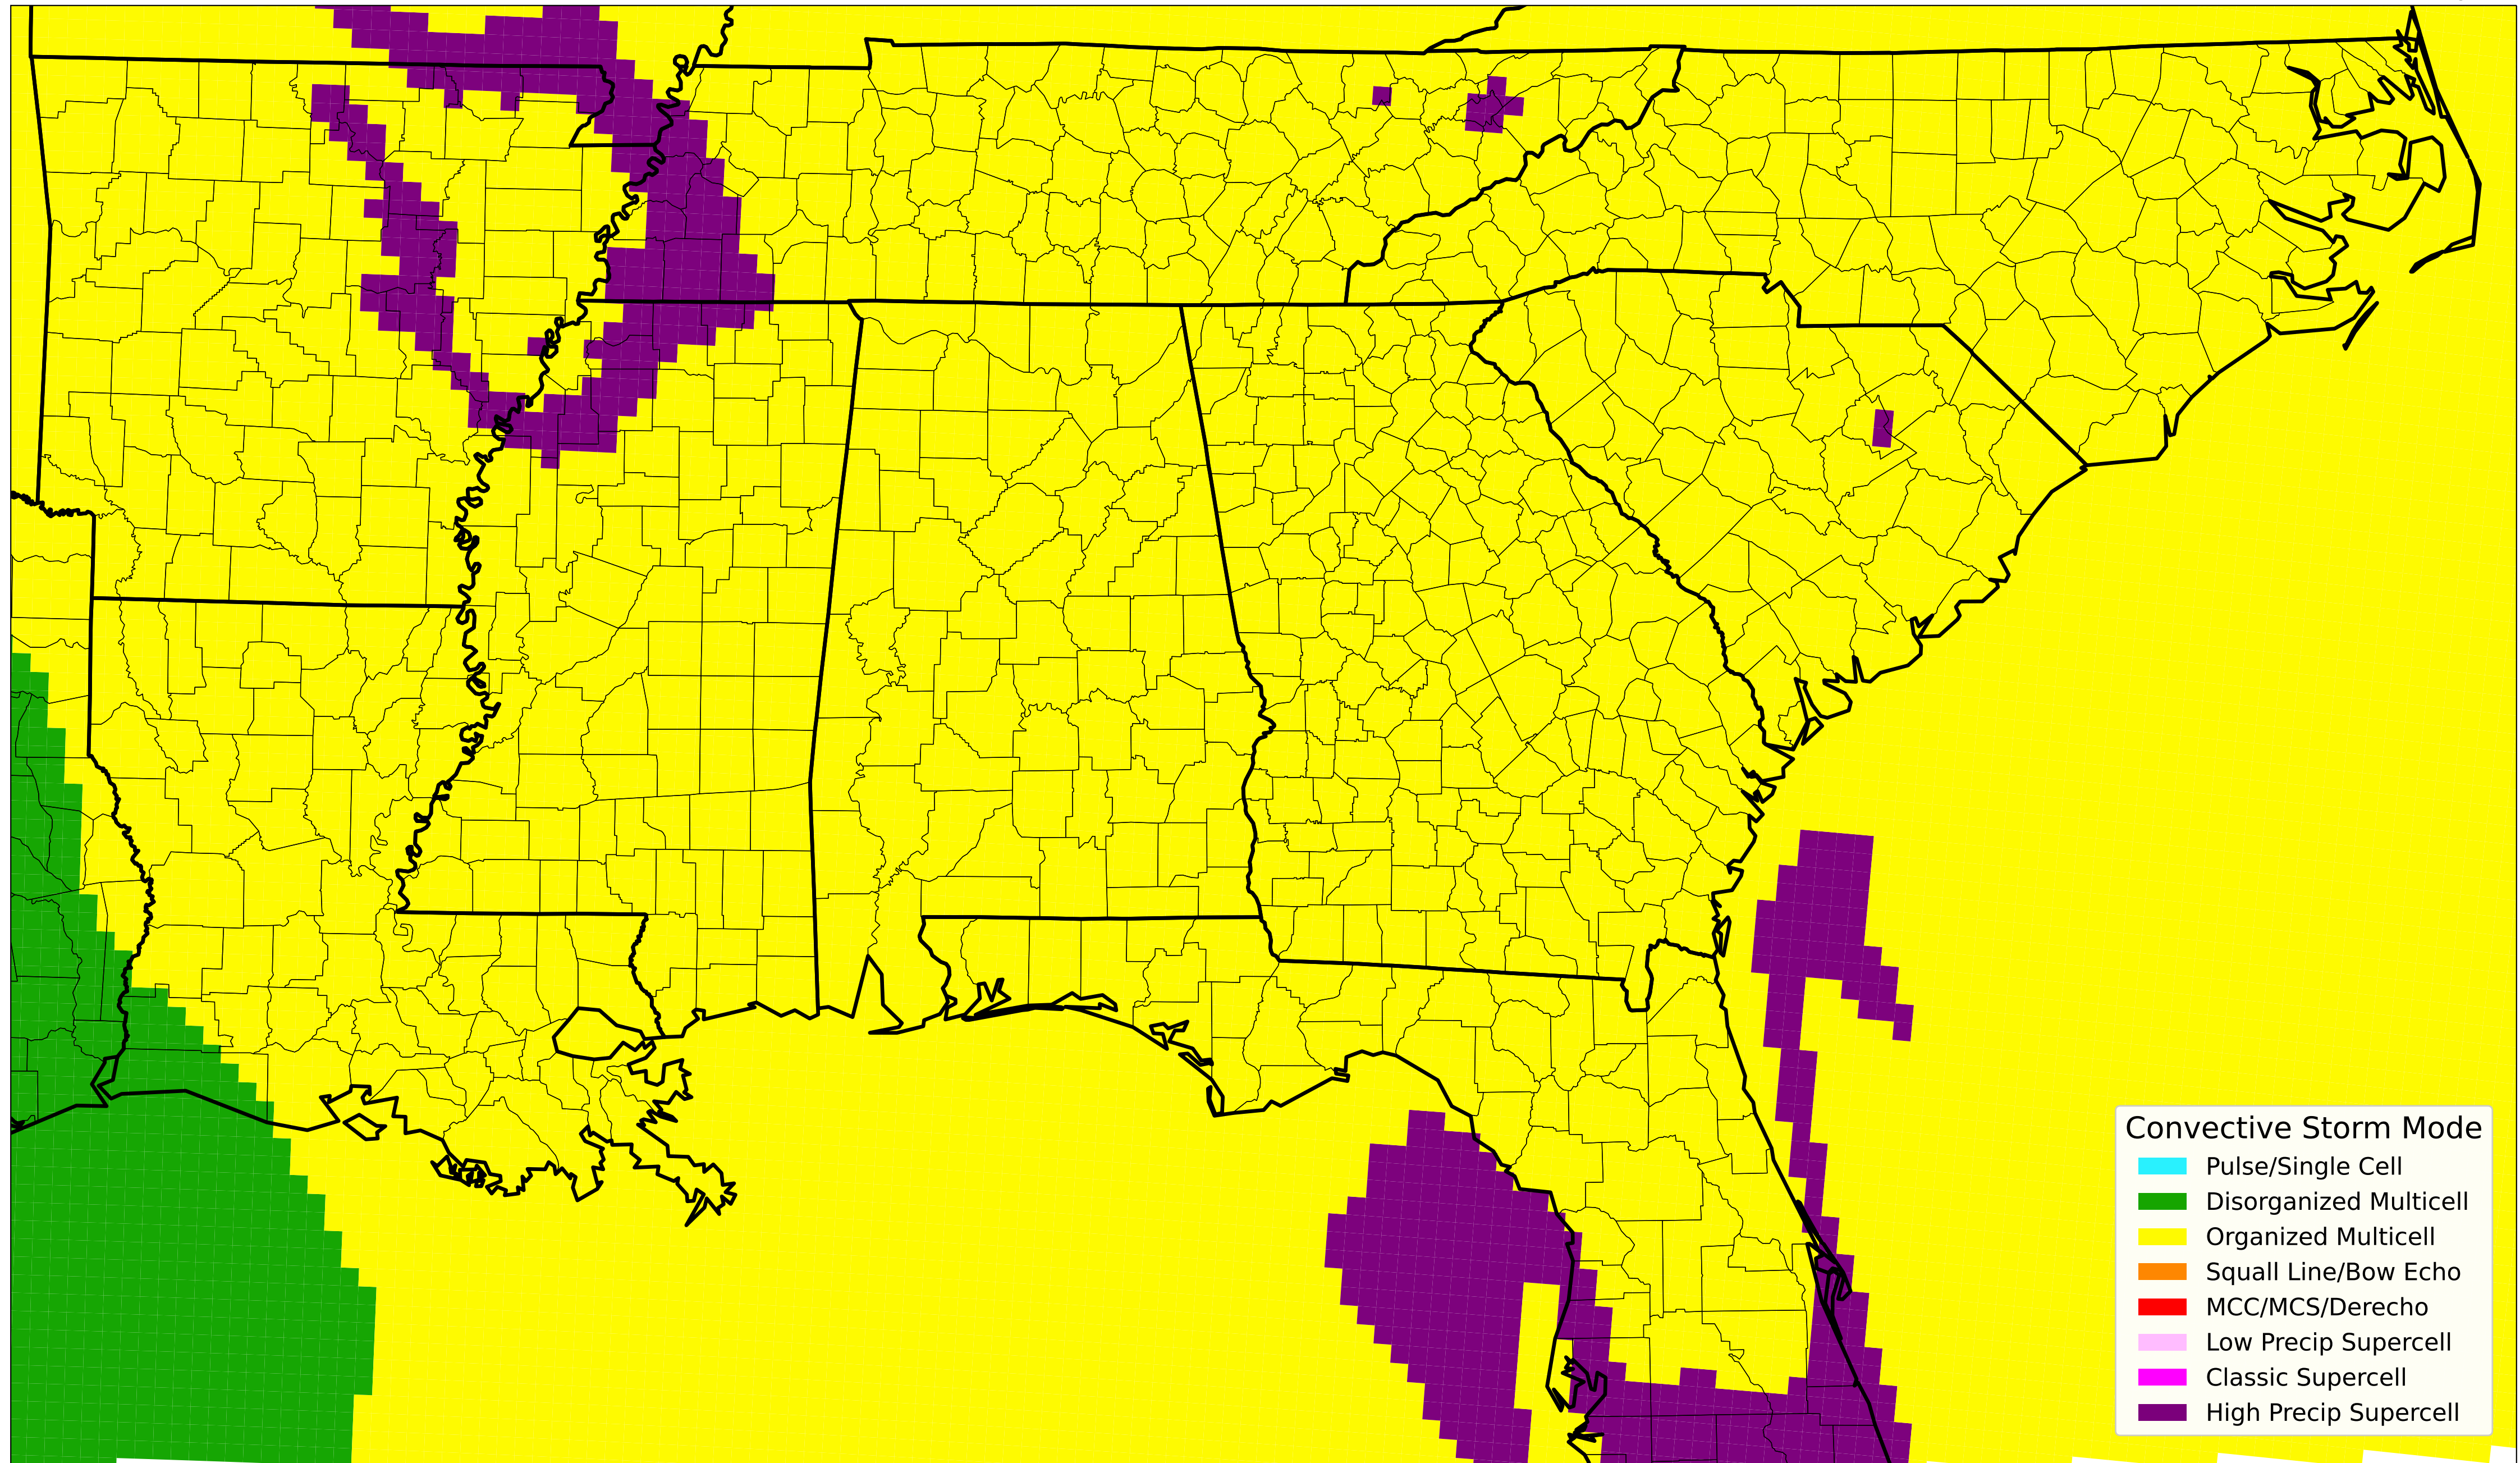 Convective Storm Mode
Pulse/Single Cell
Disorganized Multicell
Organized Multicell
Squall Line/Bow Echo
MCC/MCS/Derecho
Low Precip Supercell
Classic Supercell
High Precip Supercell